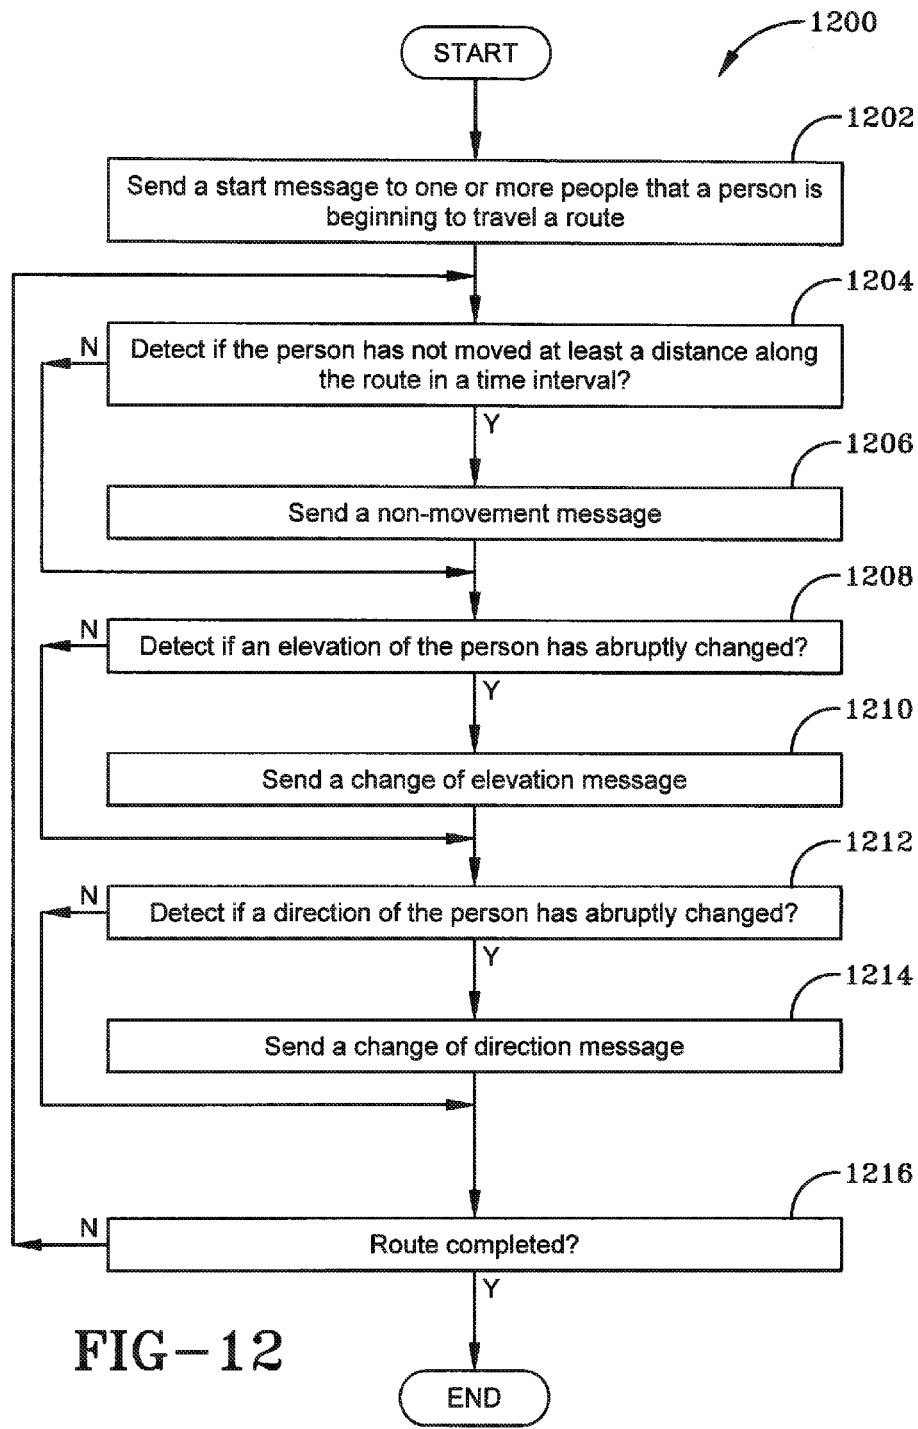 1200
START
1202
Send a start message to one or more people that a person is
beginning to travel a route
1204
N
Detect if the person has not moved at least a distance along
the route in a time interval?
Y
1206
Send a non-movement message
1208
N
Detect if an elevation of the person has abruptly changed?
Y
1210
Send a change of elevation message
1212
N
Detect if a direction of the person has abruptly changed?
Y
1214
Send a change of direction message
1216
N
Route completed?
Y
FIG-12
END